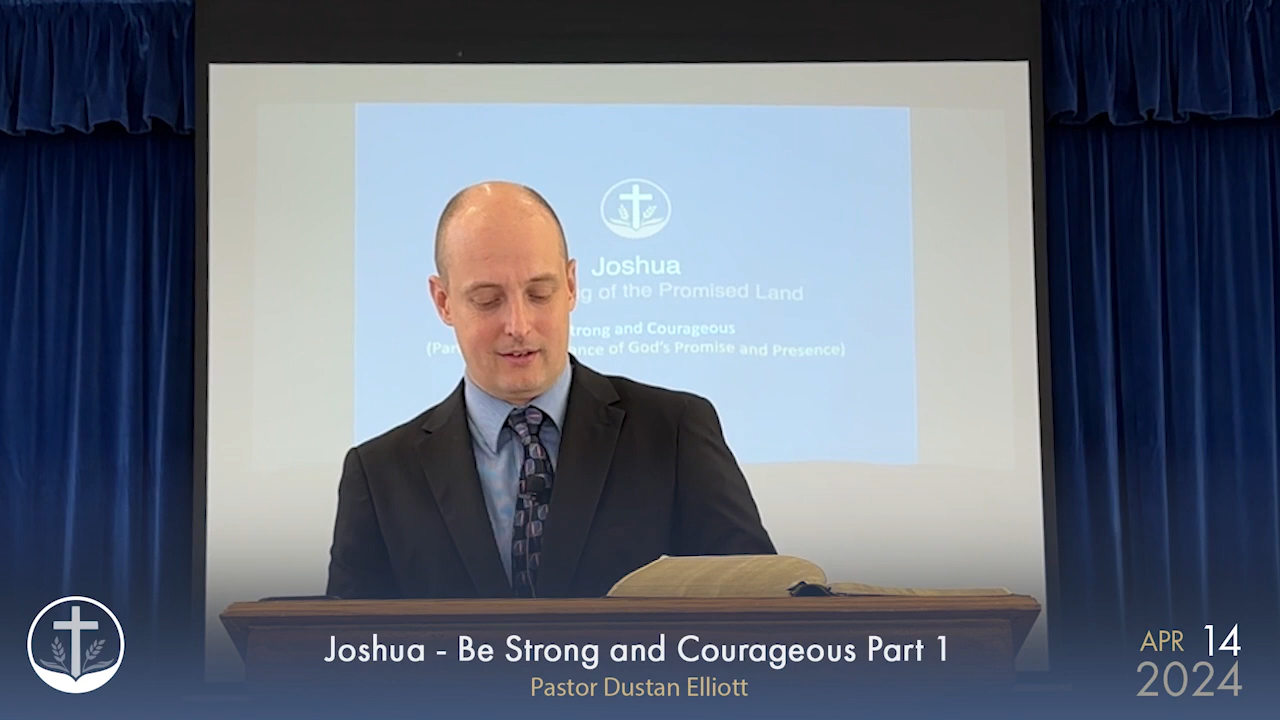 Joshua
g of the Promised Land
trong and Courageous
(Par ance of God's Promise and Presence)
Joshua - Be Strong and Courageous Part 1
Pastor Dustan Elliott
APR 14
2024